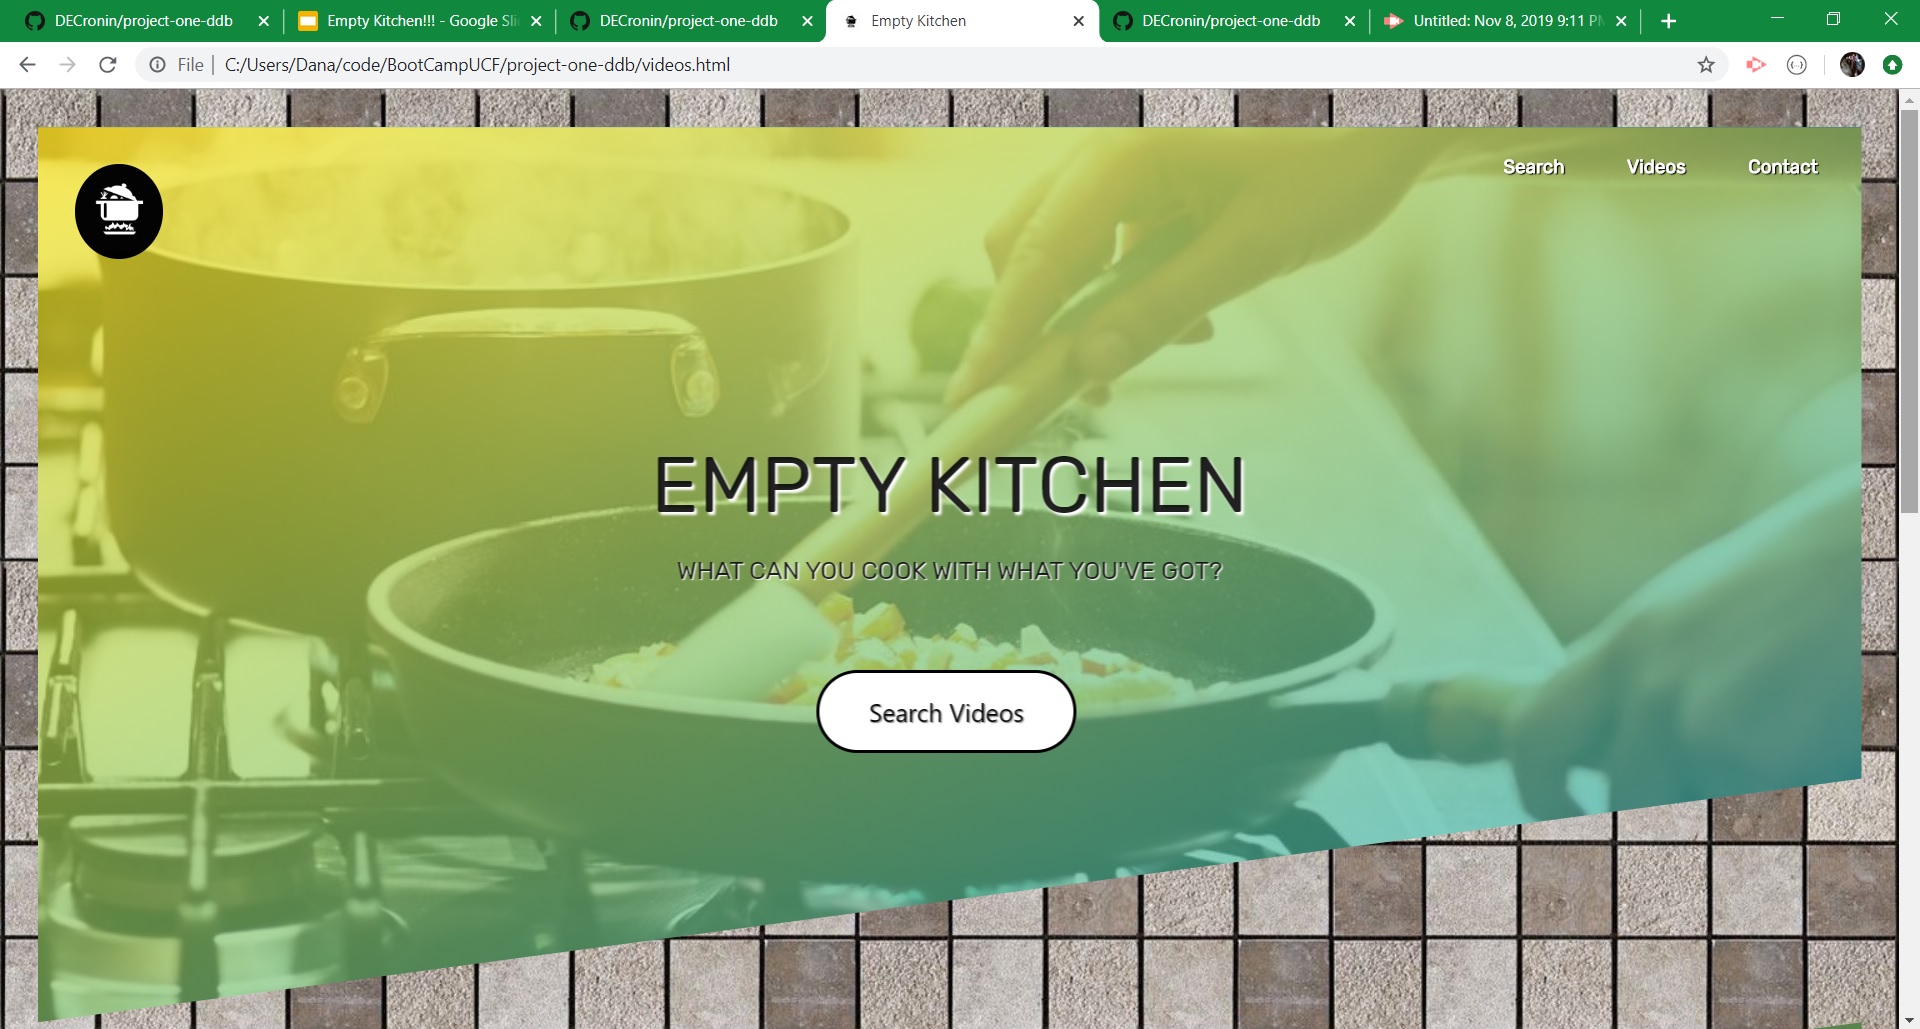 DECronin/project-one-ddb
Empty Kitchen!!! - Google Sli
DECronin/project-one-ddb
Empty Kitchen
DECronin/project-one-ddb
Untitled: Nov 8, 2019 9:11 P
File
C:/Users/Dana/code/BootCampUCF/project-one-ddb/videos.html
Search
Videos
Contact
EMPTY KITCHEN
WHAT CAN YOU COOK WITH WHAT YOU'VE GOT?
Search Videos